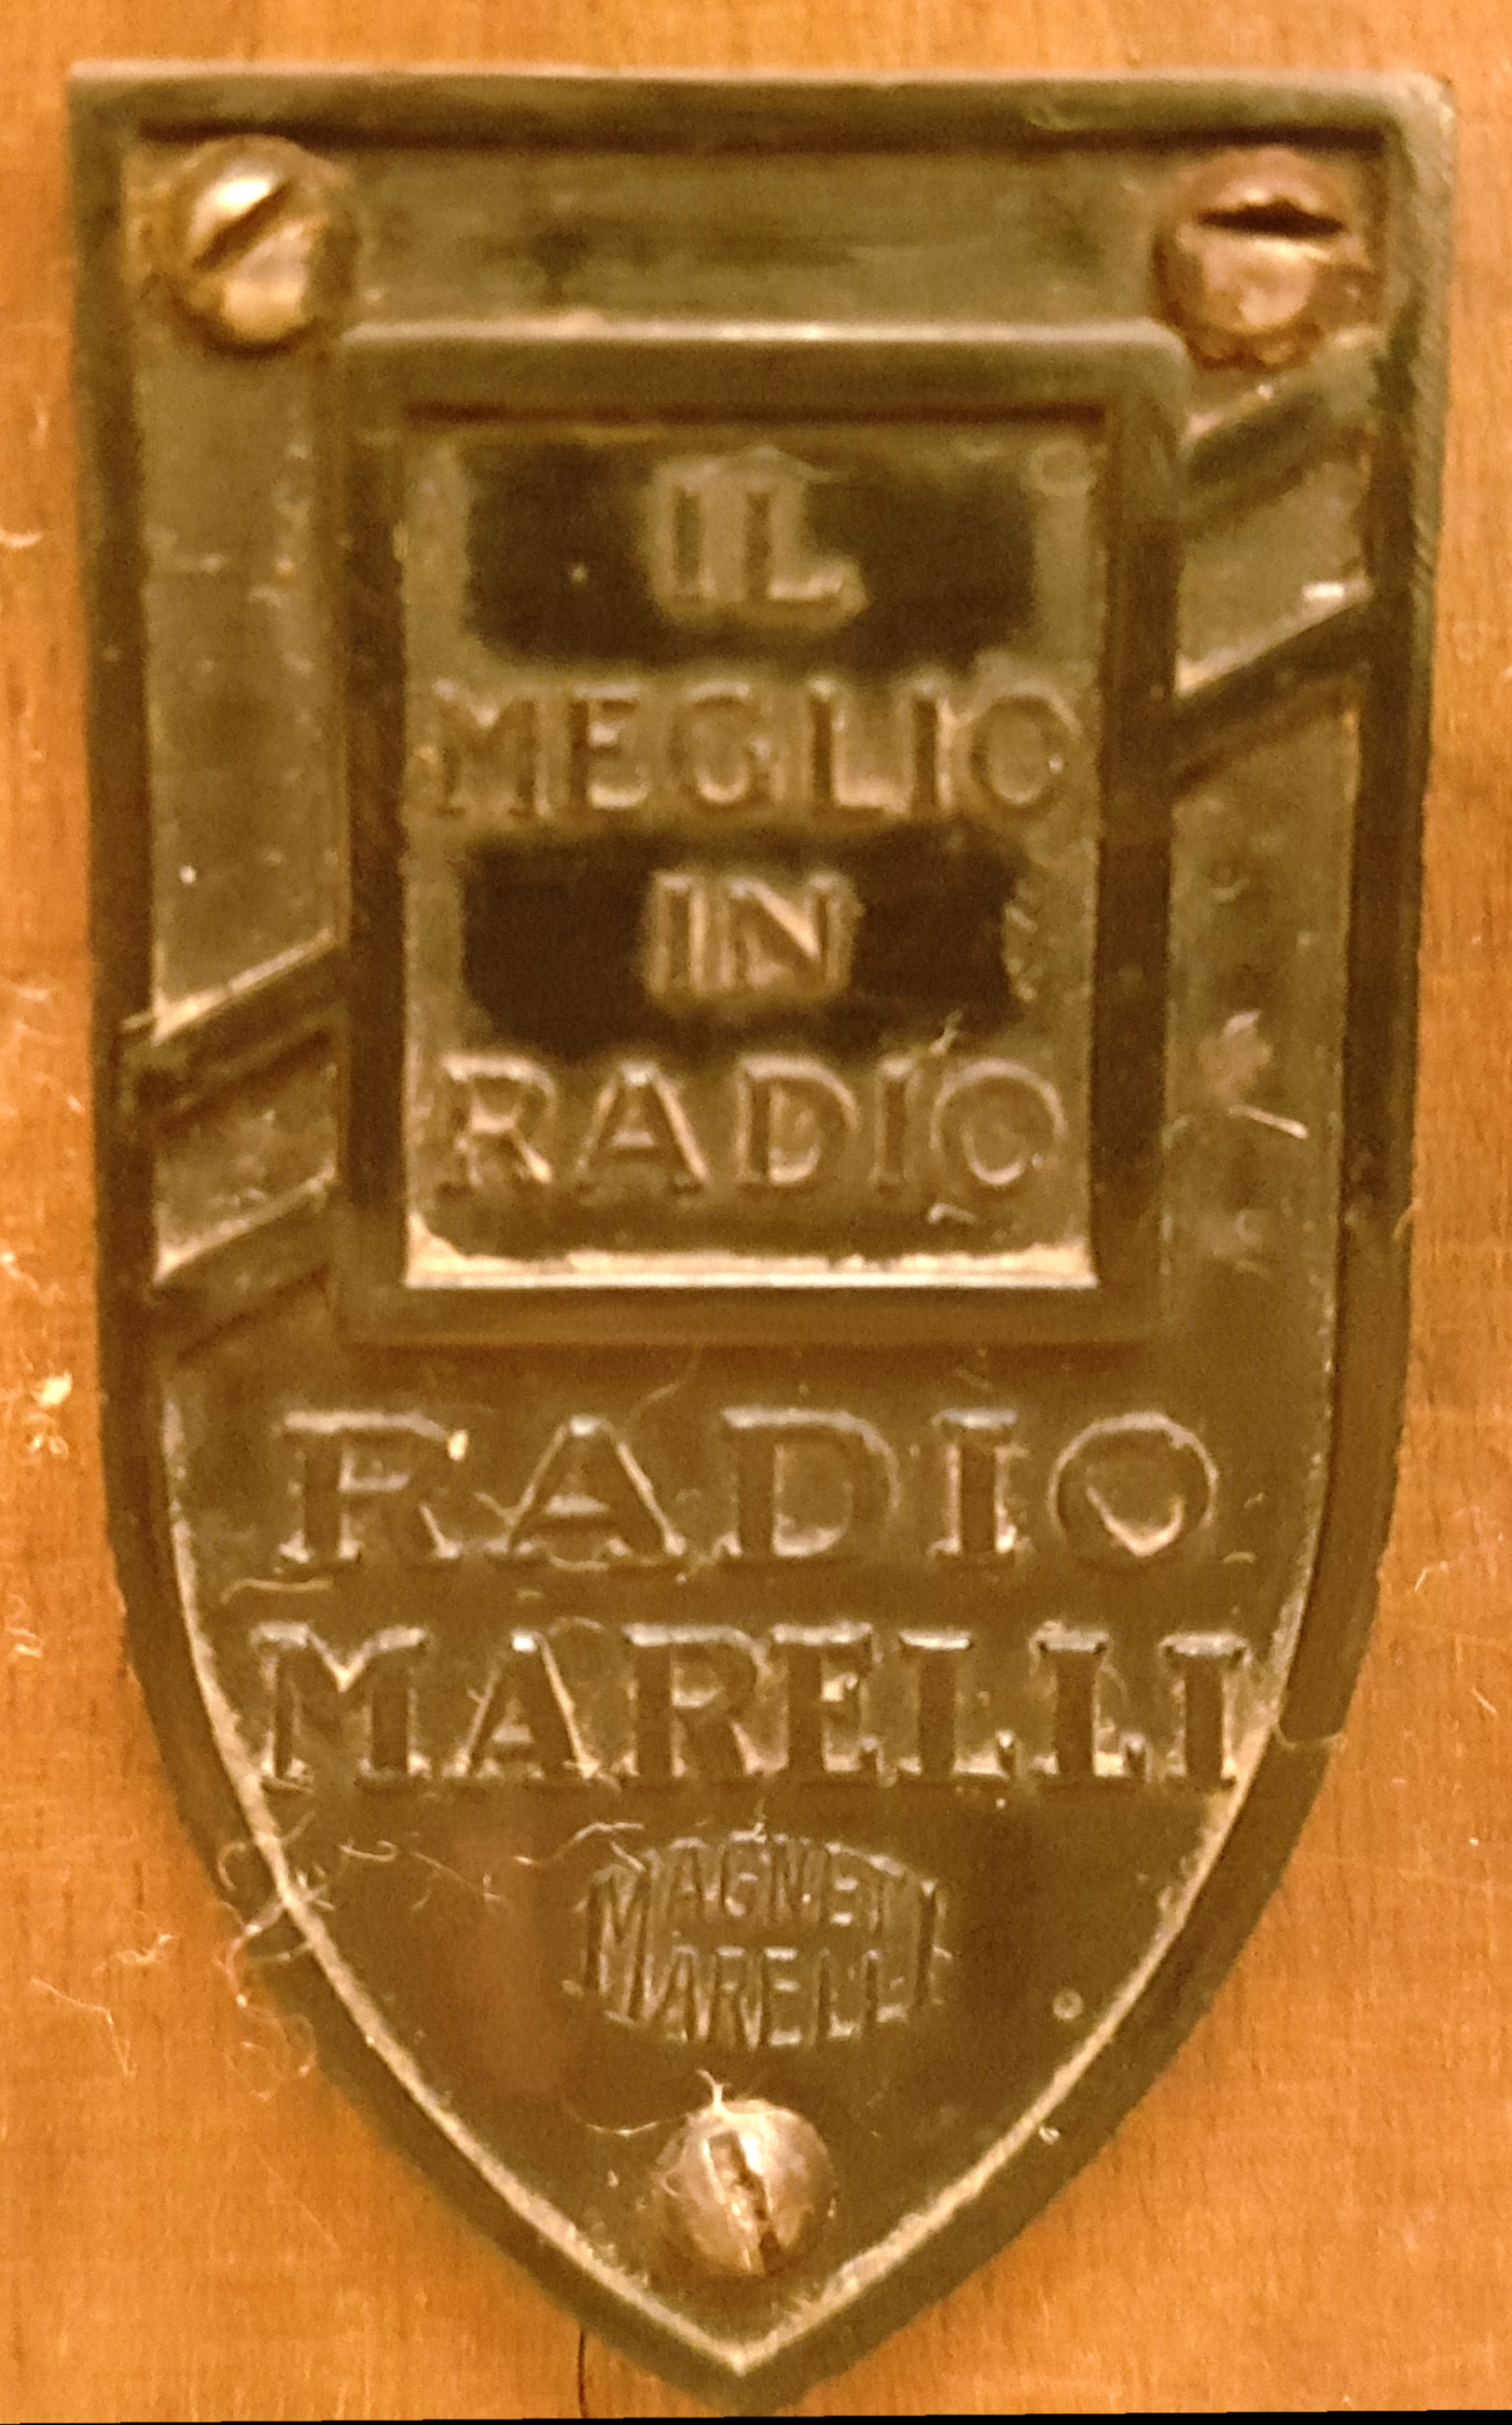 IL
MEGLIO
IN
RADIO
RADIO
MARELLI
MAGNETI
MARELLI